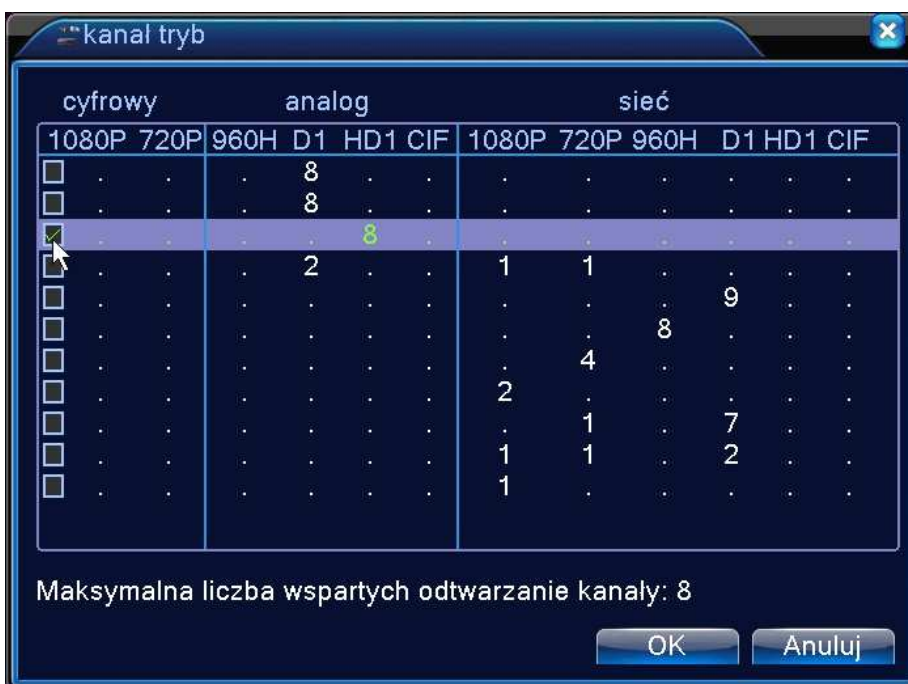 kanał tryb
cyfrowy analog sieć
1080P 720P 960H D1 HD1 CIF 1080P 720P 960H D1 HD1 CIF
. . . 8 . . . . . . . .
. . . 8 . . . . . . . .
. . . . 8 . . . . . . .
. . . 2 . . 1 1 . . . .
. . . . . . . . . 9 . .
. . . . . . . . 8 . . .
. . . . . . . 4 . . . .
. . . . . . 2 . . . . .
. . . . . . . 1 . 7 . .
. . . . . . 1 1 . 2 . .
. . . . . . 1 . . . . .
Maksymalna liczba wspartych odtwarzanie kanały: 8
OK Anuluj